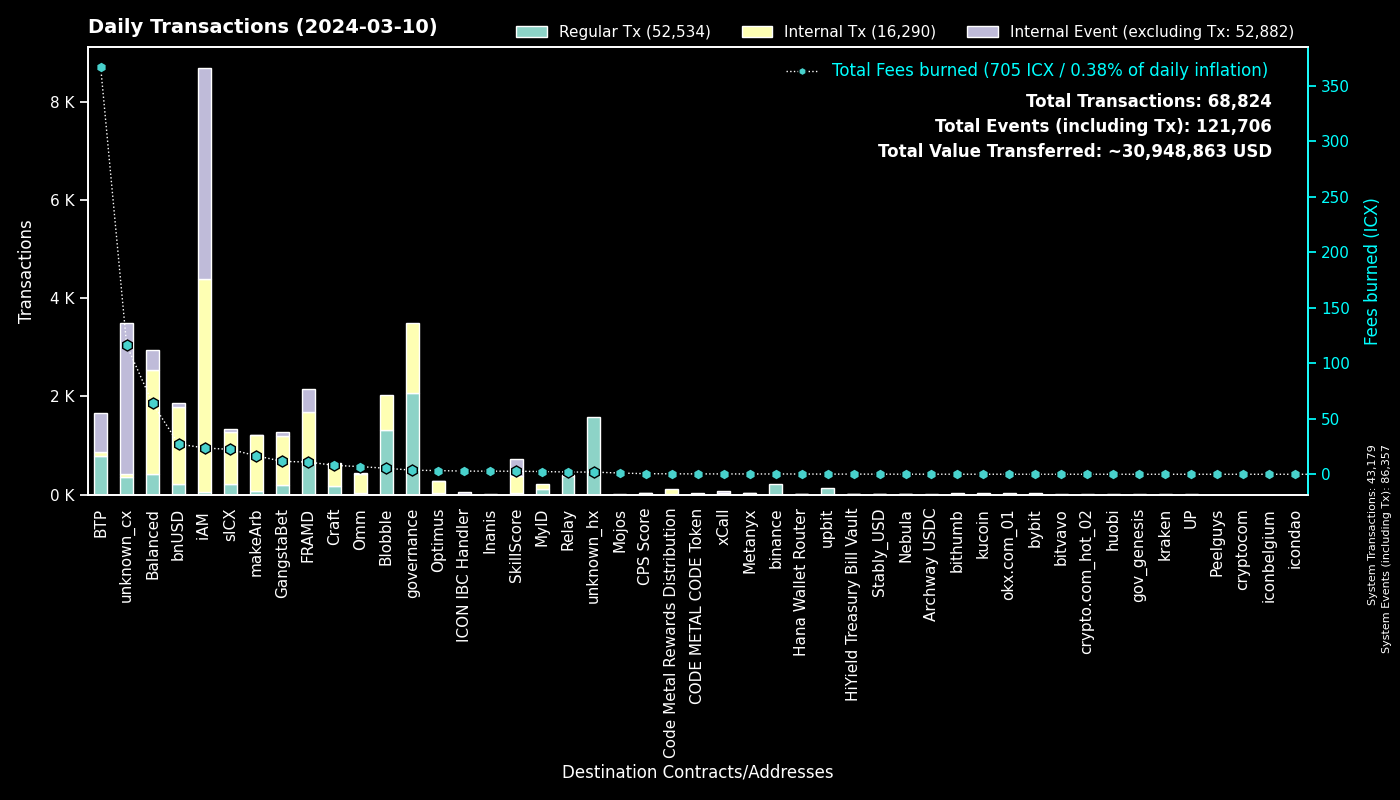 Daily Transactions (2024-03-10)
Regular Tx (52,534)
Internal Tx (16,290)
Internal Event (excluding Tx: 52,882)
Total Fees burned (705 ICX / 0.38% of daily inflation)
Total Transactions: 68,824
Total Events (including Tx): 121,706
Total Value Transferred: ~30,948,863 USD
Transactions
8 K
6 K
4 K
2 K
0 K
350
300
250
200
150
100
50
0
Fees burned (ICX)
BTP
unknown_cx
Balanced
bnUSD
iAM
sICX
makeArb
GangstaBet
FRAMD
Craft
Omm
Blobble
governance
Optimus
ICON IBC Handler
Inanis
SkillScore
MyID
Relay
unknown_hx
Mojos
CPS Score
Code Metal Rewards Distribution
CODE METAL CODE Token
xCall
Metanyx
binance
Hana Wallet Router
upbit
HiYield Treasury Bill Vault
Stably_USD
Nebula
Archway USDC
bithumb
kucoin
okx.com_01
bybit
bitvavo
crypto.com_hot_02
huobi
gov_genesis
kraken
UP
Peelguys
cryptocom
iconbelgium
icondao
Destination Contracts/Addresses
System Transactions: 43,179
System Events (including Tx): 86,357